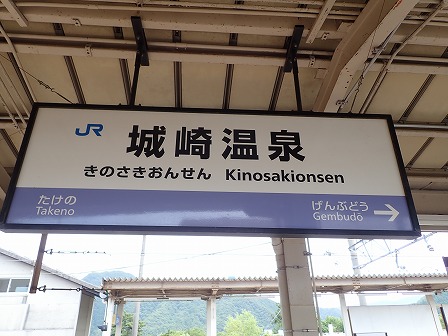 JR
城崎温泉
きのさきおんせん Kinosakionsen
たけの
Takeno
げんぶどう
Gembudō